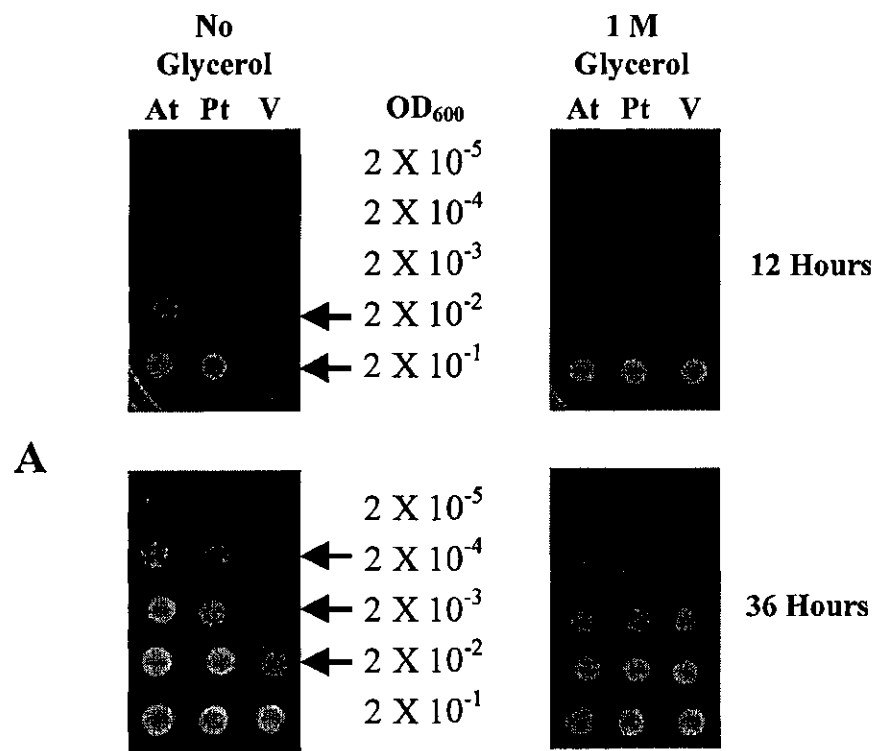 No
Glycerol
At Pt V
OD₆₀₀
1 M
Glycerol
At Pt V
2 X 10⁻⁵
2 X 10⁻⁴
2 X 10⁻³
2 X 10⁻²
2 X 10⁻¹
12 Hours
A
2 X 10⁻⁵
2 X 10⁻⁴
2 X 10⁻³
2 X 10⁻²
2 X 10⁻¹
36 Hours